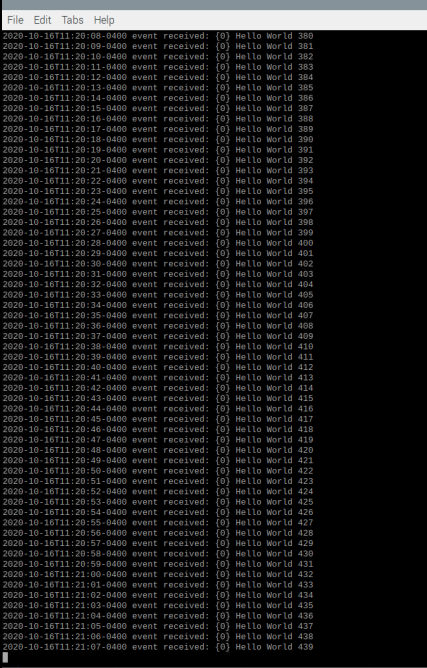 File Edit Tabs Help
2020-10-16T11:20:08-0400 event received: {0} Hello World 380
2020-10-16T11:20:09-0400 event received: {0} Hello World 381
2020-10-16T11:20:10-0400 event received: {0} Hello World 382
2020-10-16T11:20:11-0400 event received: {0} Hello World 383
2020-10-16T11:20:12-0400 event received: {0} Hello World 384
2020-10-16T11:20:13-0400 event received: {0} Hello World 385
2020-10-16T11:20:14-0400 event received: {0} Hello World 386
2020-10-16T11:20:15-0400 event received: {0} Hello World 387
2020-10-16T11:20:16-0400 event received: {0} Hello World 388
2020-10-16T11:20:17-0400 event received: {0} Hello World 389
2020-10-16T11:20:18-0400 event received: {0} Hello World 390
2020-10-16T11:20:19-0400 event received: {0} Hello World 391
2020-10-16T11:20:20-0400 event received: {0} Hello World 392
2020-10-16T11:20:21-0400 event received: {0} Hello World 393
2020-10-16T11:20:22-0400 event received: {0} Hello World 394
2020-10-16T11:20:23-0400 event received: {0} Hello World 395
2020-10-16T11:20:24-0400 event received: {0} Hello World 396
2020-10-16T11:20:25-0400 event received: {0} Hello World 397
2020-10-16T11:20:26-0400 event received: {0} Hello World 398
2020-10-16T11:20:27-0400 event received: {0} Hello World 399
2020-10-16T11:20:28-0400 event received: {0} Hello World 400
2020-10-16T11:20:29-0400 event received: {0} Hello World 401
2020-10-16T11:20:30-0400 event received: {0} Hello World 402
2020-10-16T11:20:31-0400 event received: {0} Hello World 403
2020-10-16T11:20:32-0400 event received: {0} Hello World 404
2020-10-16T11:20:33-0400 event received: {0} Hello World 405
2020-10-16T11:20:34-0400 event received: {0} Hello World 406
2020-10-16T11:20:35-0400 event received: {0} Hello World 407
2020-10-16T11:20:36-0400 event received: {0} Hello World 408
2020-10-16T11:20:37-0400 event received: {0} Hello World 409
2020-10-16T11:20:38-0400 event received: {0} Hello World 410
2020-10-16T11:20:39-0400 event received: {0} Hello World 411
2020-10-16T11:20:40-0400 event received: {0} Hello World 412
2020-10-16T11:20:41-0400 event received: {0} Hello World 413
2020-10-16T11:20:42-0400 event received: {0} Hello World 414
2020-10-16T11:20:43-0400 event received: {0} Hello World 415
2020-10-16T11:20:44-0400 event received: {0} Hello World 416
2020-10-16T11:20:45-0400 event received: {0} Hello World 417
2020-10-16T11:20:46-0400 event received: {0} Hello World 418
2020-10-16T11:20:47-0400 event received: {0} Hello World 419
2020-10-16T11:20:48-0400 event received: {0} Hello World 420
2020-10-16T11:20:49-0400 event received: {0} Hello World 421
2020-10-16T11:20:50-0400 event received: {0} Hello World 422
2020-10-16T11:20:51-0400 event received: {0} Hello World 423
2020-10-16T11:20:52-0400 event received: {0} Hello World 424
2020-10-16T11:20:53-0400 event received: {0} Hello World 425
2020-10-16T11:20:54-0400 event received: {0} Hello World 426
2020-10-16T11:20:55-0400 event received: {0} Hello World 427
2020-10-16T11:20:56-0400 event received: {0} Hello World 428
2020-10-16T11:20:57-0400 event received: {0} Hello World 429
2020-10-16T11:20:58-0400 event received: {0} Hello World 430
2020-10-16T11:20:59-0400 event received: {0} Hello World 431
2020-10-16T11:21:00-0400 event received: {0} Hello World 432
2020-10-16T11:21:01-0400 event received: {0} Hello World 433
2020-10-16T11:21:02-0400 event received: {0} Hello World 434
2020-10-16T11:21:03-0400 event received: {0} Hello World 435
2020-10-16T11:21:04-0400 event received: {0} Hello World 436
2020-10-16T11:21:05-0400 event received: {0} Hello World 437
2020-10-16T11:21:06-0400 event received: {0} Hello World 438
2020-10-16T11:21:07-0400 event received: {0} Hello World 439